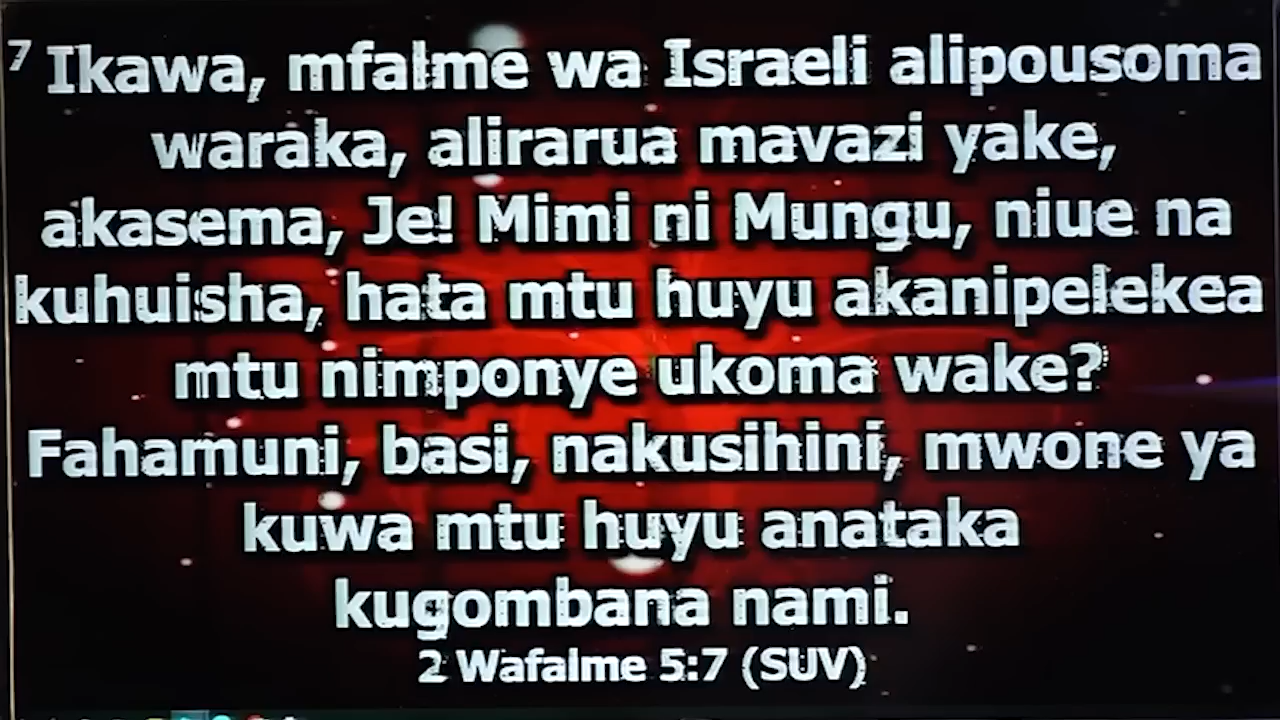 7 Ikawa, mfalme wa Israeli alipousoma
waraka, alirarua mavazi yake,
akasema, Je! Mimi ni Mungu, niue na
kuhuisha, hata mtu huyu akanipelekea
mtu nimponye ukoma wake?
Fahamuni, basi, nakusihini, mwone ya
kuwa mtu huyu anataka
kugombana nami.
2 Wafalme 5:7 (SUV)